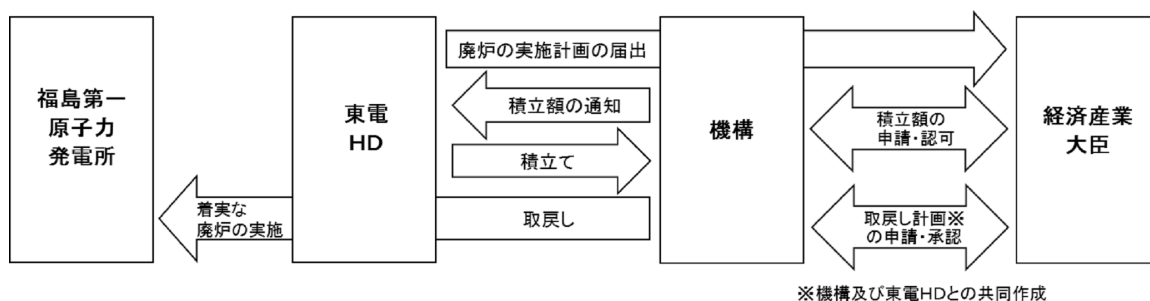 福島第一
原子力
発電所
東電
HD
廃炉の実施計画の届出
積立額の通知
積立て
取戻し
着実な
廃炉の実施
機構
積立額の
申請・認可
取戻し計画※
の申請・承認
経済産業
大臣
※機構及び東電HDとの共同作成